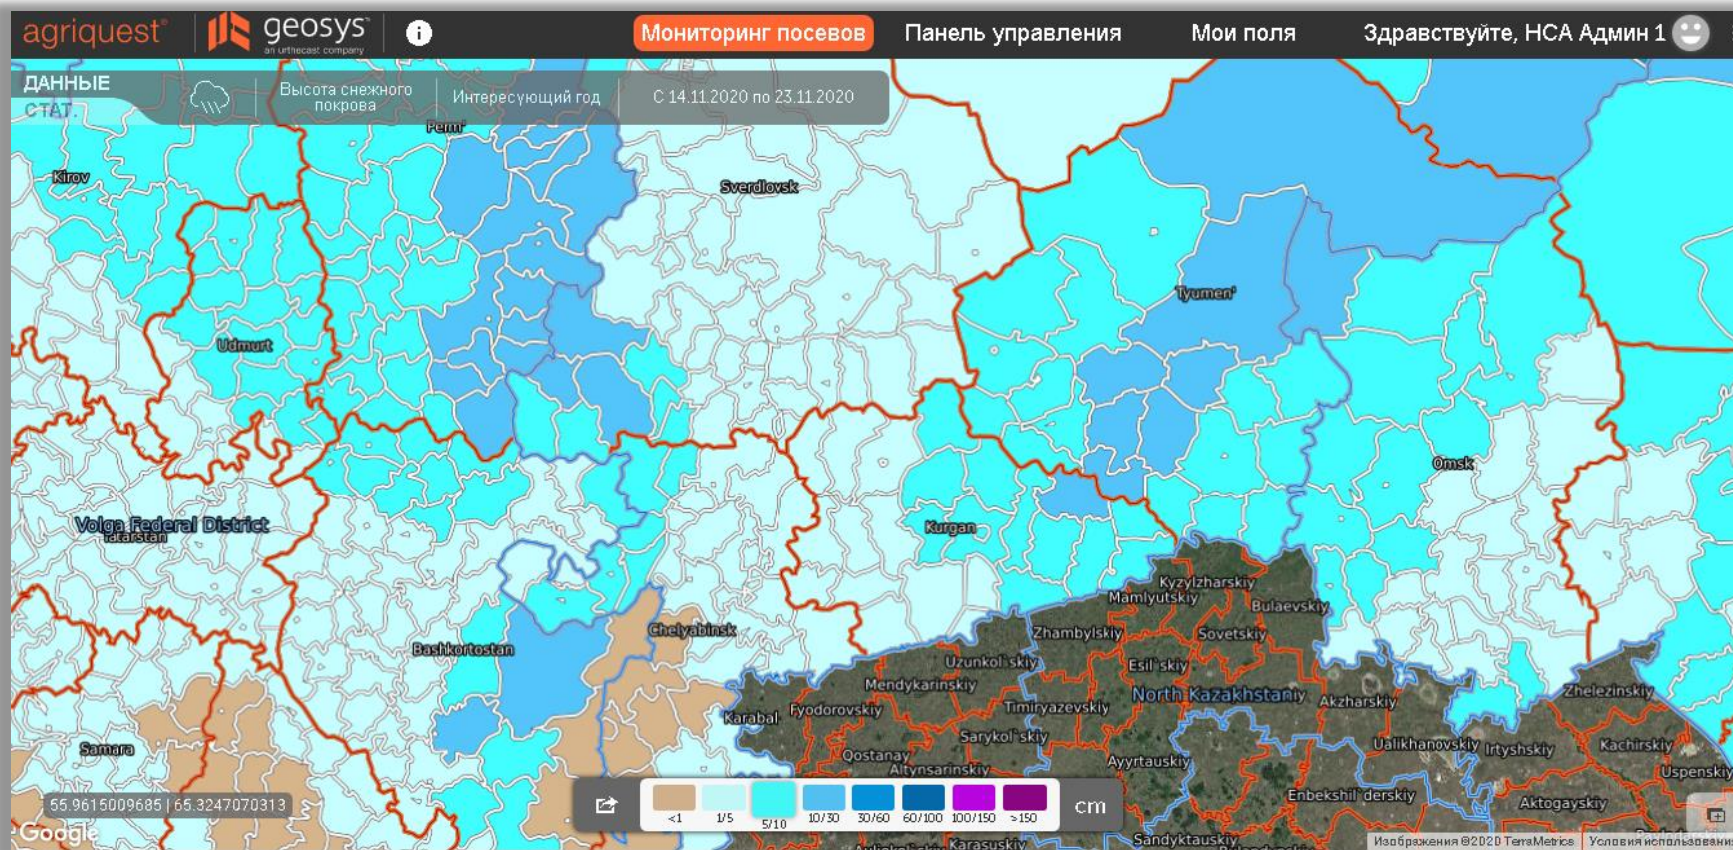 agriquest®
geosys™
an urthecast company
i
Мониторинг посевов
Панель управления
Мои поля
Здравствуйте, НСА Админ 1
ДАННЫЕ
СТАТ.
Высота снежного
покрова
Интересующий год
С 14.11.2020 по 23.11.2020
Perm'
Kirov
Sverdlovsk
Tyumen'
Udmurt
Omsk
Volga Federal District
Tatarstan
Kurgan
Kyzylzharskiy
Mamlyutskiy
Bulaevskiy
Chelyabinsk
Zhambylskiy
Sovetskiy
Bashkortostan
Uzunkol`skiy
Esil`skiy
Mendykarinskiy
North Kazakhstan
Zhelezinskiy
Karabal
Fyodorovskiy
Timiryazevskiy
Akzharskiy
Sarykol`skiy
Samara
Qostanay
Ualikhanovskiy
Irtyshskiy
Kachirskiy
Altynsarinskiy
Ayyrtauskiy
Uspenskiy
55.9615009685 | 65.3247070313
<1
1/5
5/10
10/30
30/60
60/100
100/150
>150
cm
Enbekshil`derskiy
Aktogayskiy
Google
Karasuskiy
Sandyktauskiy
Изображения ©2020 TerraMetrics
Условия использован